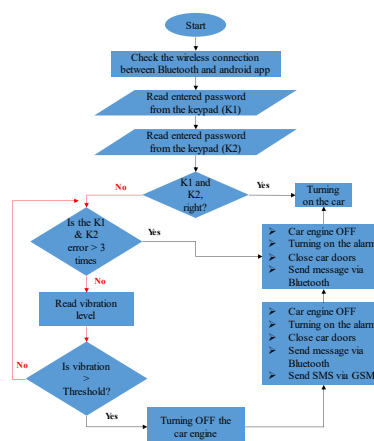 Start
Check the wireless connection
between Bluetooth and android app
Read entered password
from the keypad (K1)
Read entered password
from the keypad (K2)
No
K1 and
K2,
right?
Yes
Turning
on the car
Is the K1
& K2
error > 3
times
Yes
➤ Car engine OFF
➤ Turning on the alarm
➤ Close car doors
➤ Send message via
Bluetooth
No
Read vibration
level
➤ Car engine OFF
➤ Turning on the alarm
➤ Close car doors
➤ Send message via
Bluetooth
➤ Send SMS via GSM
No
Is vibration
>
Threshold?
Yes
Turning OFF the
car engine